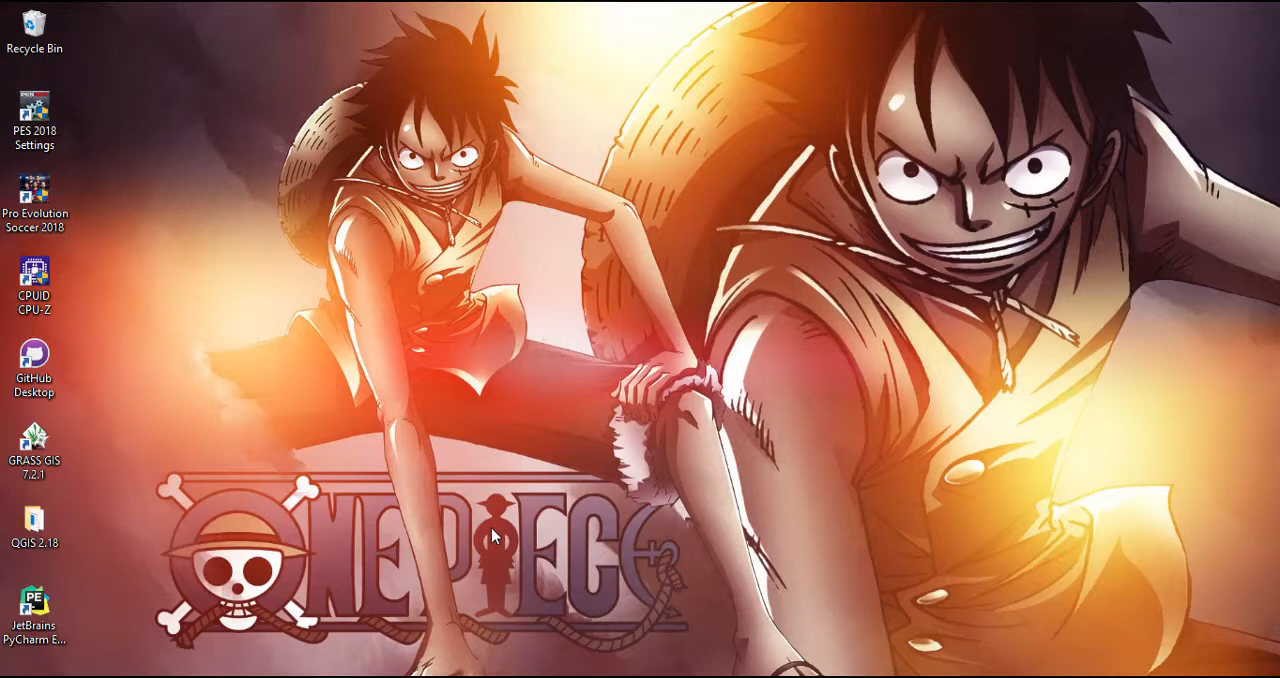 Recycle Bin
PES 2018
Settings
Pro Evolution
Soccer 2018
CPUID
CPU-Z
GitHub
Desktop
GRASS GIS
7.2.1
QGIS 2.18
PE
JetBrains
PyCharm E...
ONE PIECE